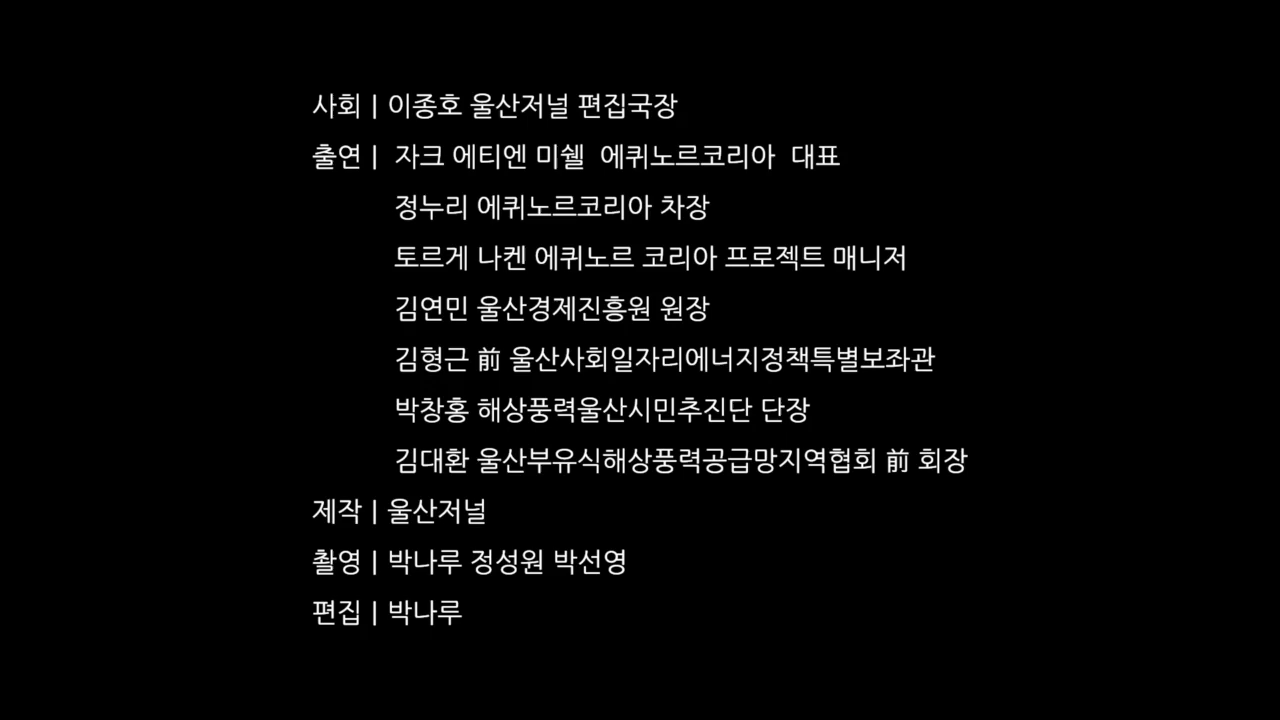 사회 | 이종호 울산저널 편집국장
출연 | 자크 에티엔 미쉘 에퀴노르코리아 대표
정누리 에퀴노르코리아 차장
토르게 나켄 에퀴노르 코리아 프로젝트 매니저
김연민 울산경제진흥원 원장
김형근 前 울산사회일자리에너지정책특별보좌관
박창홍 해상풍력울산시민추진단 단장
김대환 울산부유식해상풍력공급망지역협회 前 회장
제작 | 울산저널
촬영 | 박나루 정성원 박선영
편집 | 박나루